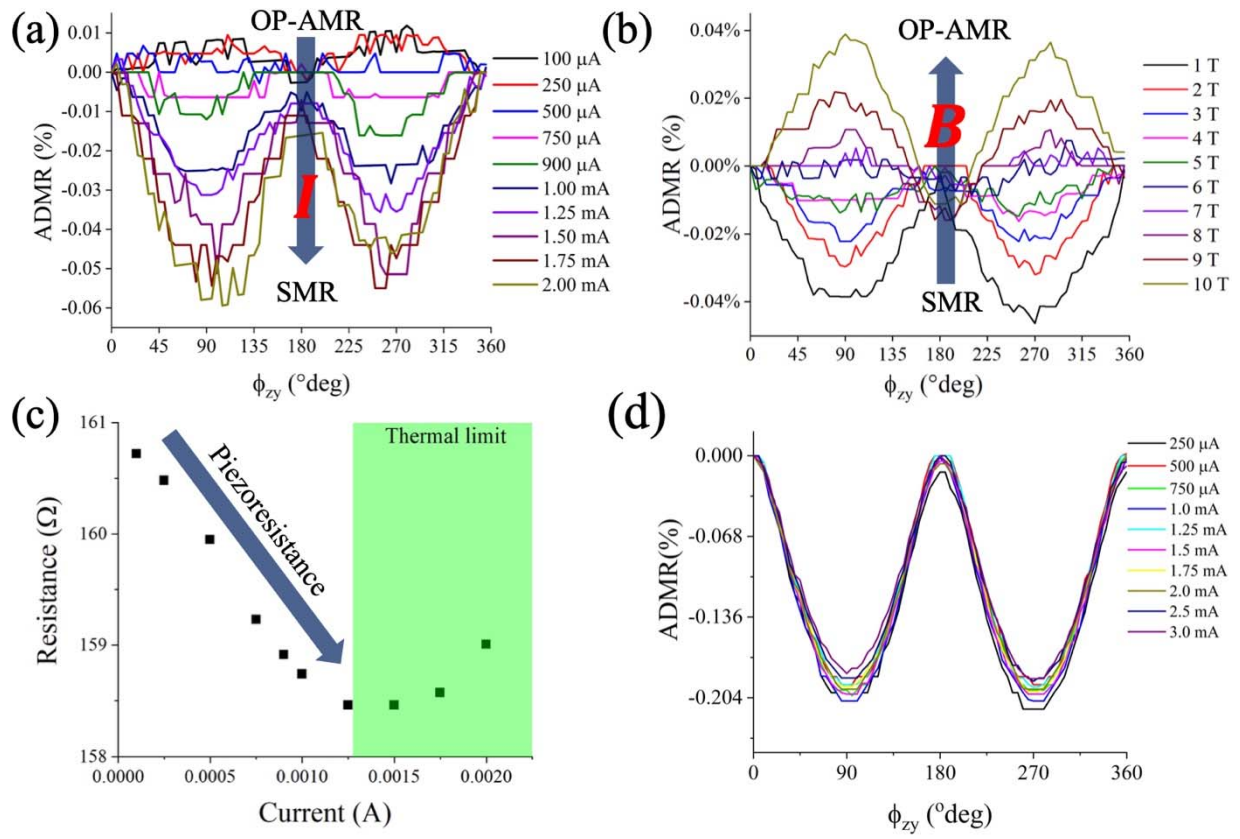 (a)
OP-AMR
I
SMR
0.01
0.00
-0.01
-0.02
-0.03
-0.04
-0.05
-0.06
ADMR (%)
0 45 90 135 180 225 270 315 360
ϕzy (°deg)
100 μA
250 μA
500 μA
750 μA
900 μA
1.00 mA
1.25 mA
1.50 mA
1.75 mA
2.00 mA
(b)
OP-AMR
B
SMR
0.04%
0.02%
0.00%
-0.02%
-0.04%
ADMR (%)
0 45 90 135 180 225 270 315 360
ϕzy (°deg)
1 T
2 T
3 T
4 T
5 T
6 T
7 T
8 T
9 T
10 T
(c)
161
160
159
158
Resistance (Ω)
Piezoresistance
Thermal limit
0.0000 0.0005 0.0010 0.0015 0.0020
Current (A)
(d)
0.000
-0.068
-0.136
-0.204
ADMR(%)
0 90 180 270 360
ϕzy (°deg)
250 μA
500 μA
750 μA
1.0 mA
1.25 mA
1.5 mA
1.75 mA
2.0 mA
2.5 mA
3.0 mA